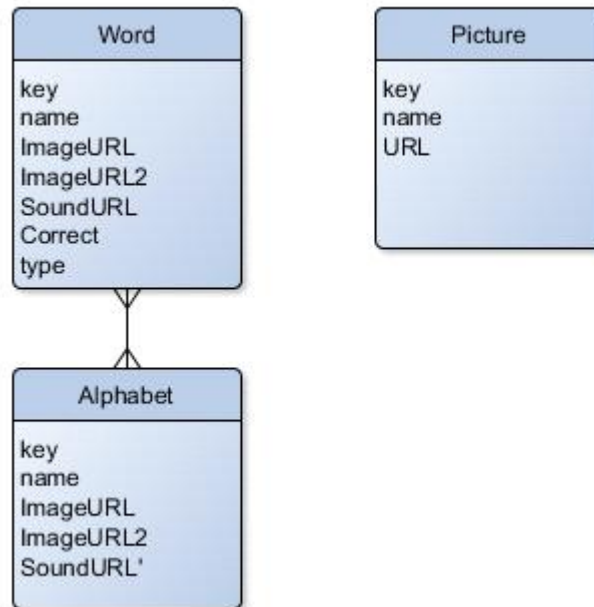 Word
key
name
ImageURL
ImageURL2
SoundURL
Correct
type
Picture
key
name
URL
Alphabet
key
name
ImageURL
ImageURL2
SoundURL'